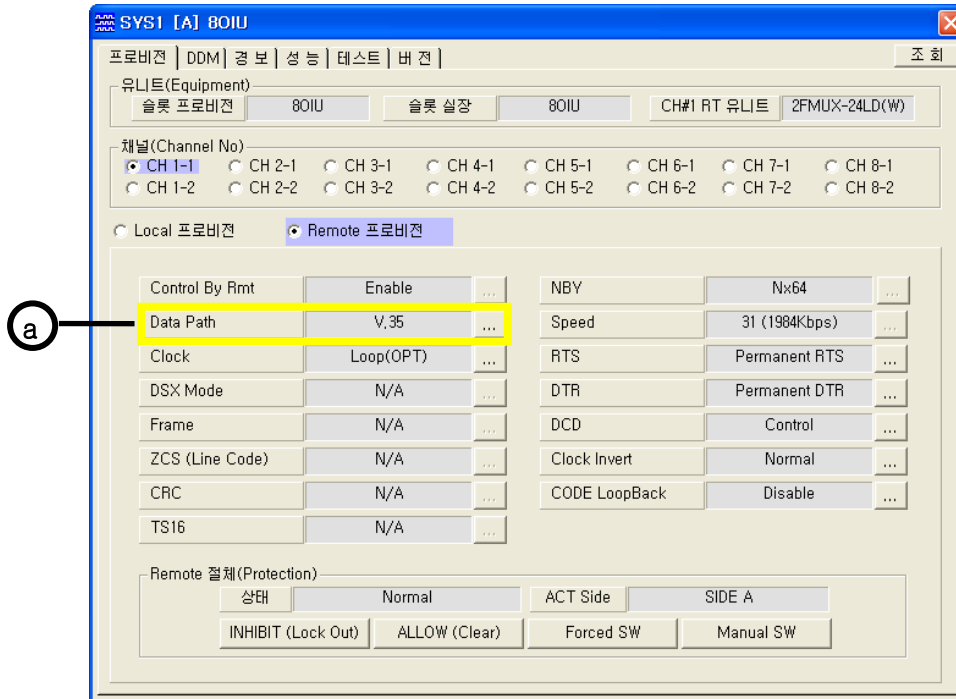 SYS1 [A] 8OIU
프로비전 DDM 경 보 성 능 테스트 버 전 조 회
유니트(Equipment)
슬롯 프로비전 8OIU 슬롯 실장 8OIU CH#1 RT 유니트 2FMUX-24LD(W)
채널(Channel No)
CH 1-1 CH 2-1 CH 3-1 CH 4-1 CH 5-1 CH 6-1 CH 7-1 CH 8-1
CH 1-2 CH 2-2 CH 3-2 CH 4-2 CH 5-2 CH 6-2 CH 7-2 CH 8-2
Local 프로비전 Remote 프로비전
Control By Rmt Enable ... NBY Nx64 ...
a Data Path V.35 ... Speed 31 (1984Kbps) ...
Clock Loop(OPT) ... RTS Permanent RTS ...
DSX Mode N/A ... DTR Permanent DTR ...
Frame N/A ... DCD Control ...
ZCS (Line Code) N/A ... Clock Invert Normal ...
CRC N/A ... CODE LoopBack Disable ...
TS16 N/A ...
Remote 절체(Protection)
상태 Normal ACT Side SIDE A
INHIBIT (Lock Out) ALLOW (Clear) Forced SW Manual SW